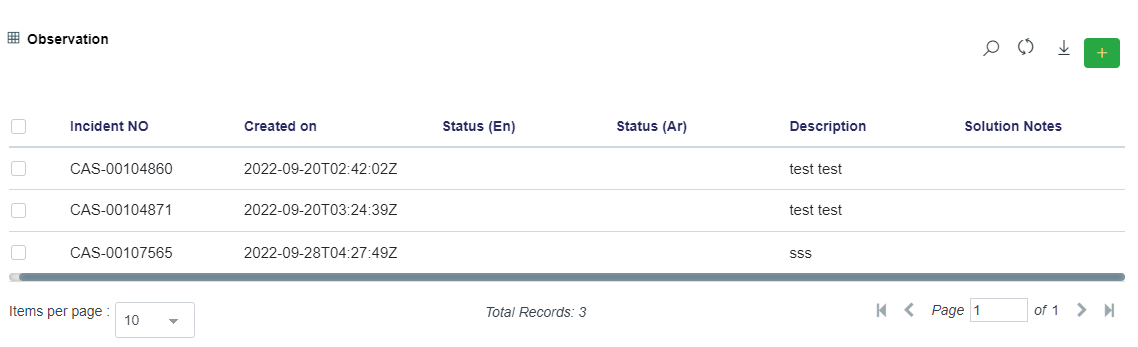 Observation
+
Incident NO Created on Status (En) Status (Ar) Description Solution Notes
CAS-00104860 2022-09-20T02:42:02Z test test
CAS-00104871 2022-09-20T03:24:39Z test test
CAS-00107565 2022-09-28T04:27:49Z sss
Items per page : 10 Total Records: 3 Page 1 of 1